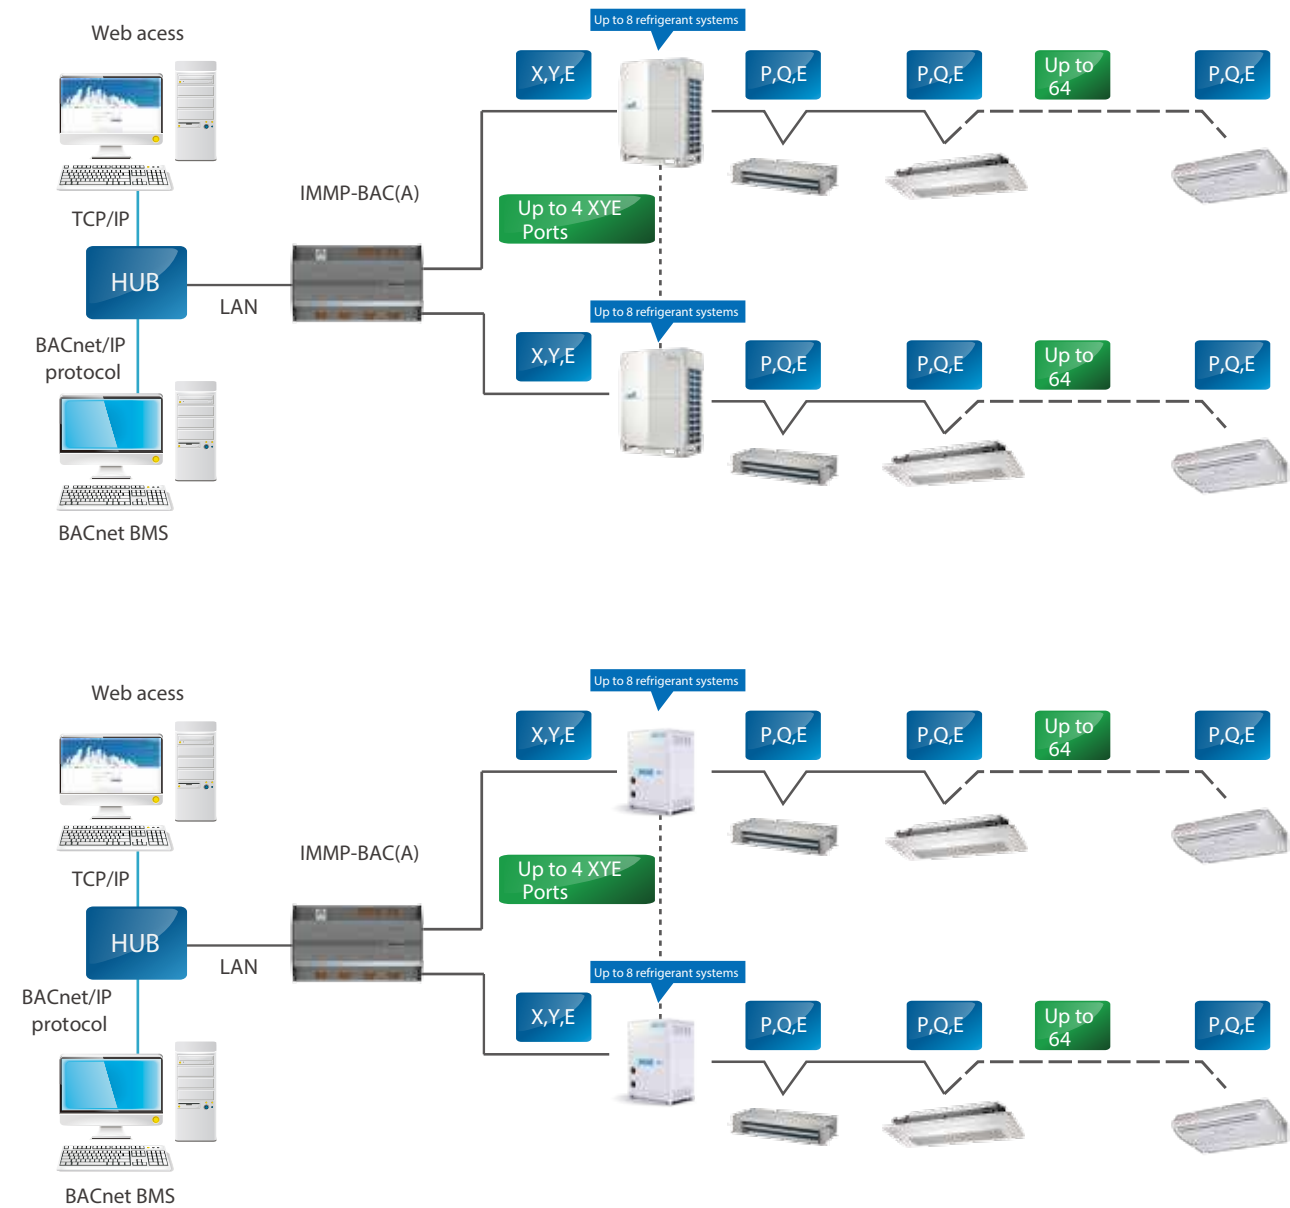 Up to 8 refrigerant systems
Web acess
X,Y,E
P,Q,E
P,Q,E
Up to
64
P,Q,E
IMMP-BAC(A)
Up to 4 XYE
Ports
TCP/IP
HUB
LAN
Up to 8 refrigerant systems
BACnet/IP
protocol
X,Y,E
P,Q,E
P,Q,E
Up to
64
P,Q,E
BACnet BMS
Up to 8 refrigerant systems
Web acess
X,Y,E
P,Q,E
P,Q,E
Up to
64
P,Q,E
IMMP-BAC(A)
Up to 4 XYE
Ports
TCP/IP
HUB
LAN
Up to 8 refrigerant systems
BACnet/IP
protocol
X,Y,E
P,Q,E
P,Q,E
Up to
64
P,Q,E
BACnet BMS